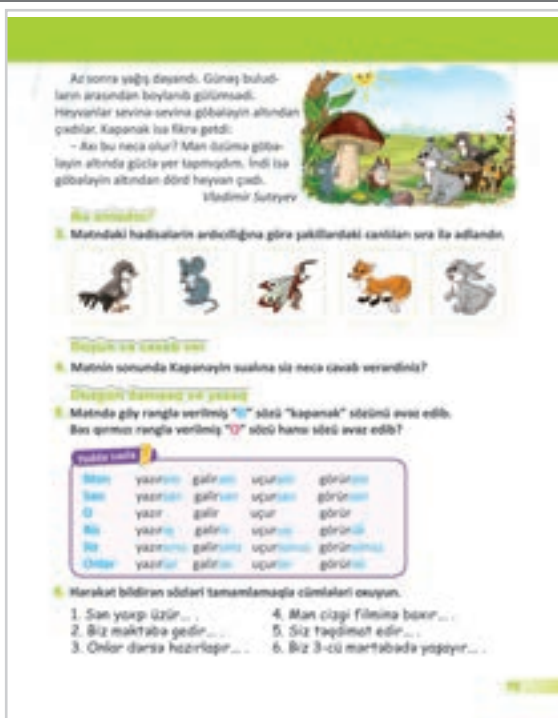 Az sonra yağış dayandı. Günəş bulud-
ların arasından boylanıb gülümsədi.
Heyvanlar sevinə-sevinə göbələyin altından
çıxdılar. Kəpənək isə fikrə getdi:
– Axı bu necə olur? Mən özümə göbə-
ləyin altında güclə yer tapmışdım. İndi isə
göbələyin altından dörd heyvan çıxdı.
Vladimir Suteyev
3. Mətndəki hadisələrin ardıcıllığına görə şəkillərdəki canlıları sıra ilə adlandır.
Düşün və cavab ver
4. Mətnin sonunda Kəpənəyin sualına siz necə cavab verərdiniz?
Düzgün danışaq və yazaq
5. Mətndə göy rənglə verilmiş "O" sözü "kəpənək" sözünü əvəz edib.
Bəs qırmızı rənglə verilmiş "O" sözü hansı sözü əvəz edib?
Yadda saxla
Mən yazıram gəlirəm uçuram görürəm
Sən yazırsan gəlirsən uçursan görürsən
O yazır gəlir uçur görür
Biz yazırıq gəlirik uçuruq görürük
Siz yazırsınız gəlirsiniz uçursunuz görürsünüz
Onlar yazırlar gəlirlər uçurlar görürlər
6. Hərəkət bildirən sözləri tamamlamaqla cümlələri oxuyun.
1. Sən yaxşı üzür... .
2. Biz məktəbə gedir... .
3. Onlar dərsə hazırlaşır... .
4. Mən cizgi filminə baxır... .
5. Siz təqdimat edir... .
6. Biz 3-cü mərtəbədə yaşayır... .